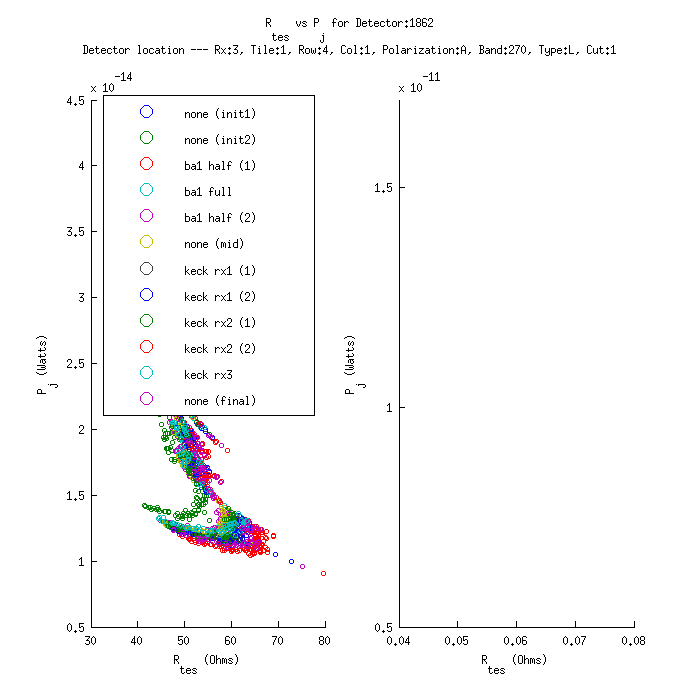 R_tes vs P_j for Detector:1862
Detector location --- Rx:3, Tile:1, Row:4, Col:1, Polarization:A, Band:270, Type:L, Cut:1
x 10^-14
4.5
4
3.5
3
2.5
2
1.5
1
0.5
30 40 50 60 70 80
P_j (Watts)
R_tes (Ohms)
none (init1)
none (init2)
ba1 half (1)
ba1 full
ba1 half (2)
none (mid)
keck rx1 (1)
keck rx1 (2)
keck rx2 (1)
keck rx2 (2)
keck rx3
none (final)
x 10^-11
1.5
1
0.5
0.04 0.05 0.06 0.07 0.08
P_j (Watts)
R_tes (Ohms)